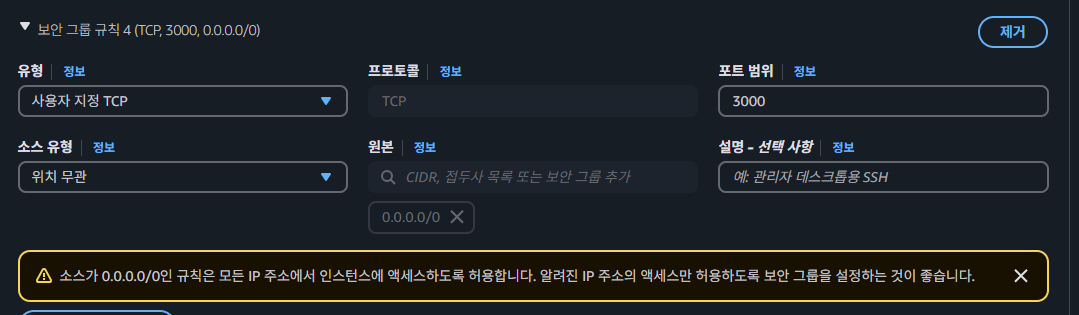 보안 그룹 규칙 4 (TCP, 3000, 0.0.0.0/0)
제거
유형 정보
프로토콜 정보
포트 범위 정보
사용자 지정 TCP
TCP
3000
소스 유형 정보
원본 정보
설명 - 선택 사항 정보
위치 무관
CIDR, 접두사 목록 또는 보안 그룹 추가
예: 관리자 데스크톱용 SSH
0.0.0.0/0
소스가 0.0.0.0/0인 규칙은 모든 IP 주소에서 인스턴스에 액세스하도록 허용합니다. 알려진 IP 주소의 액세스만 허용하도록 보안 그룹을 설정하는 것이 좋습니다.